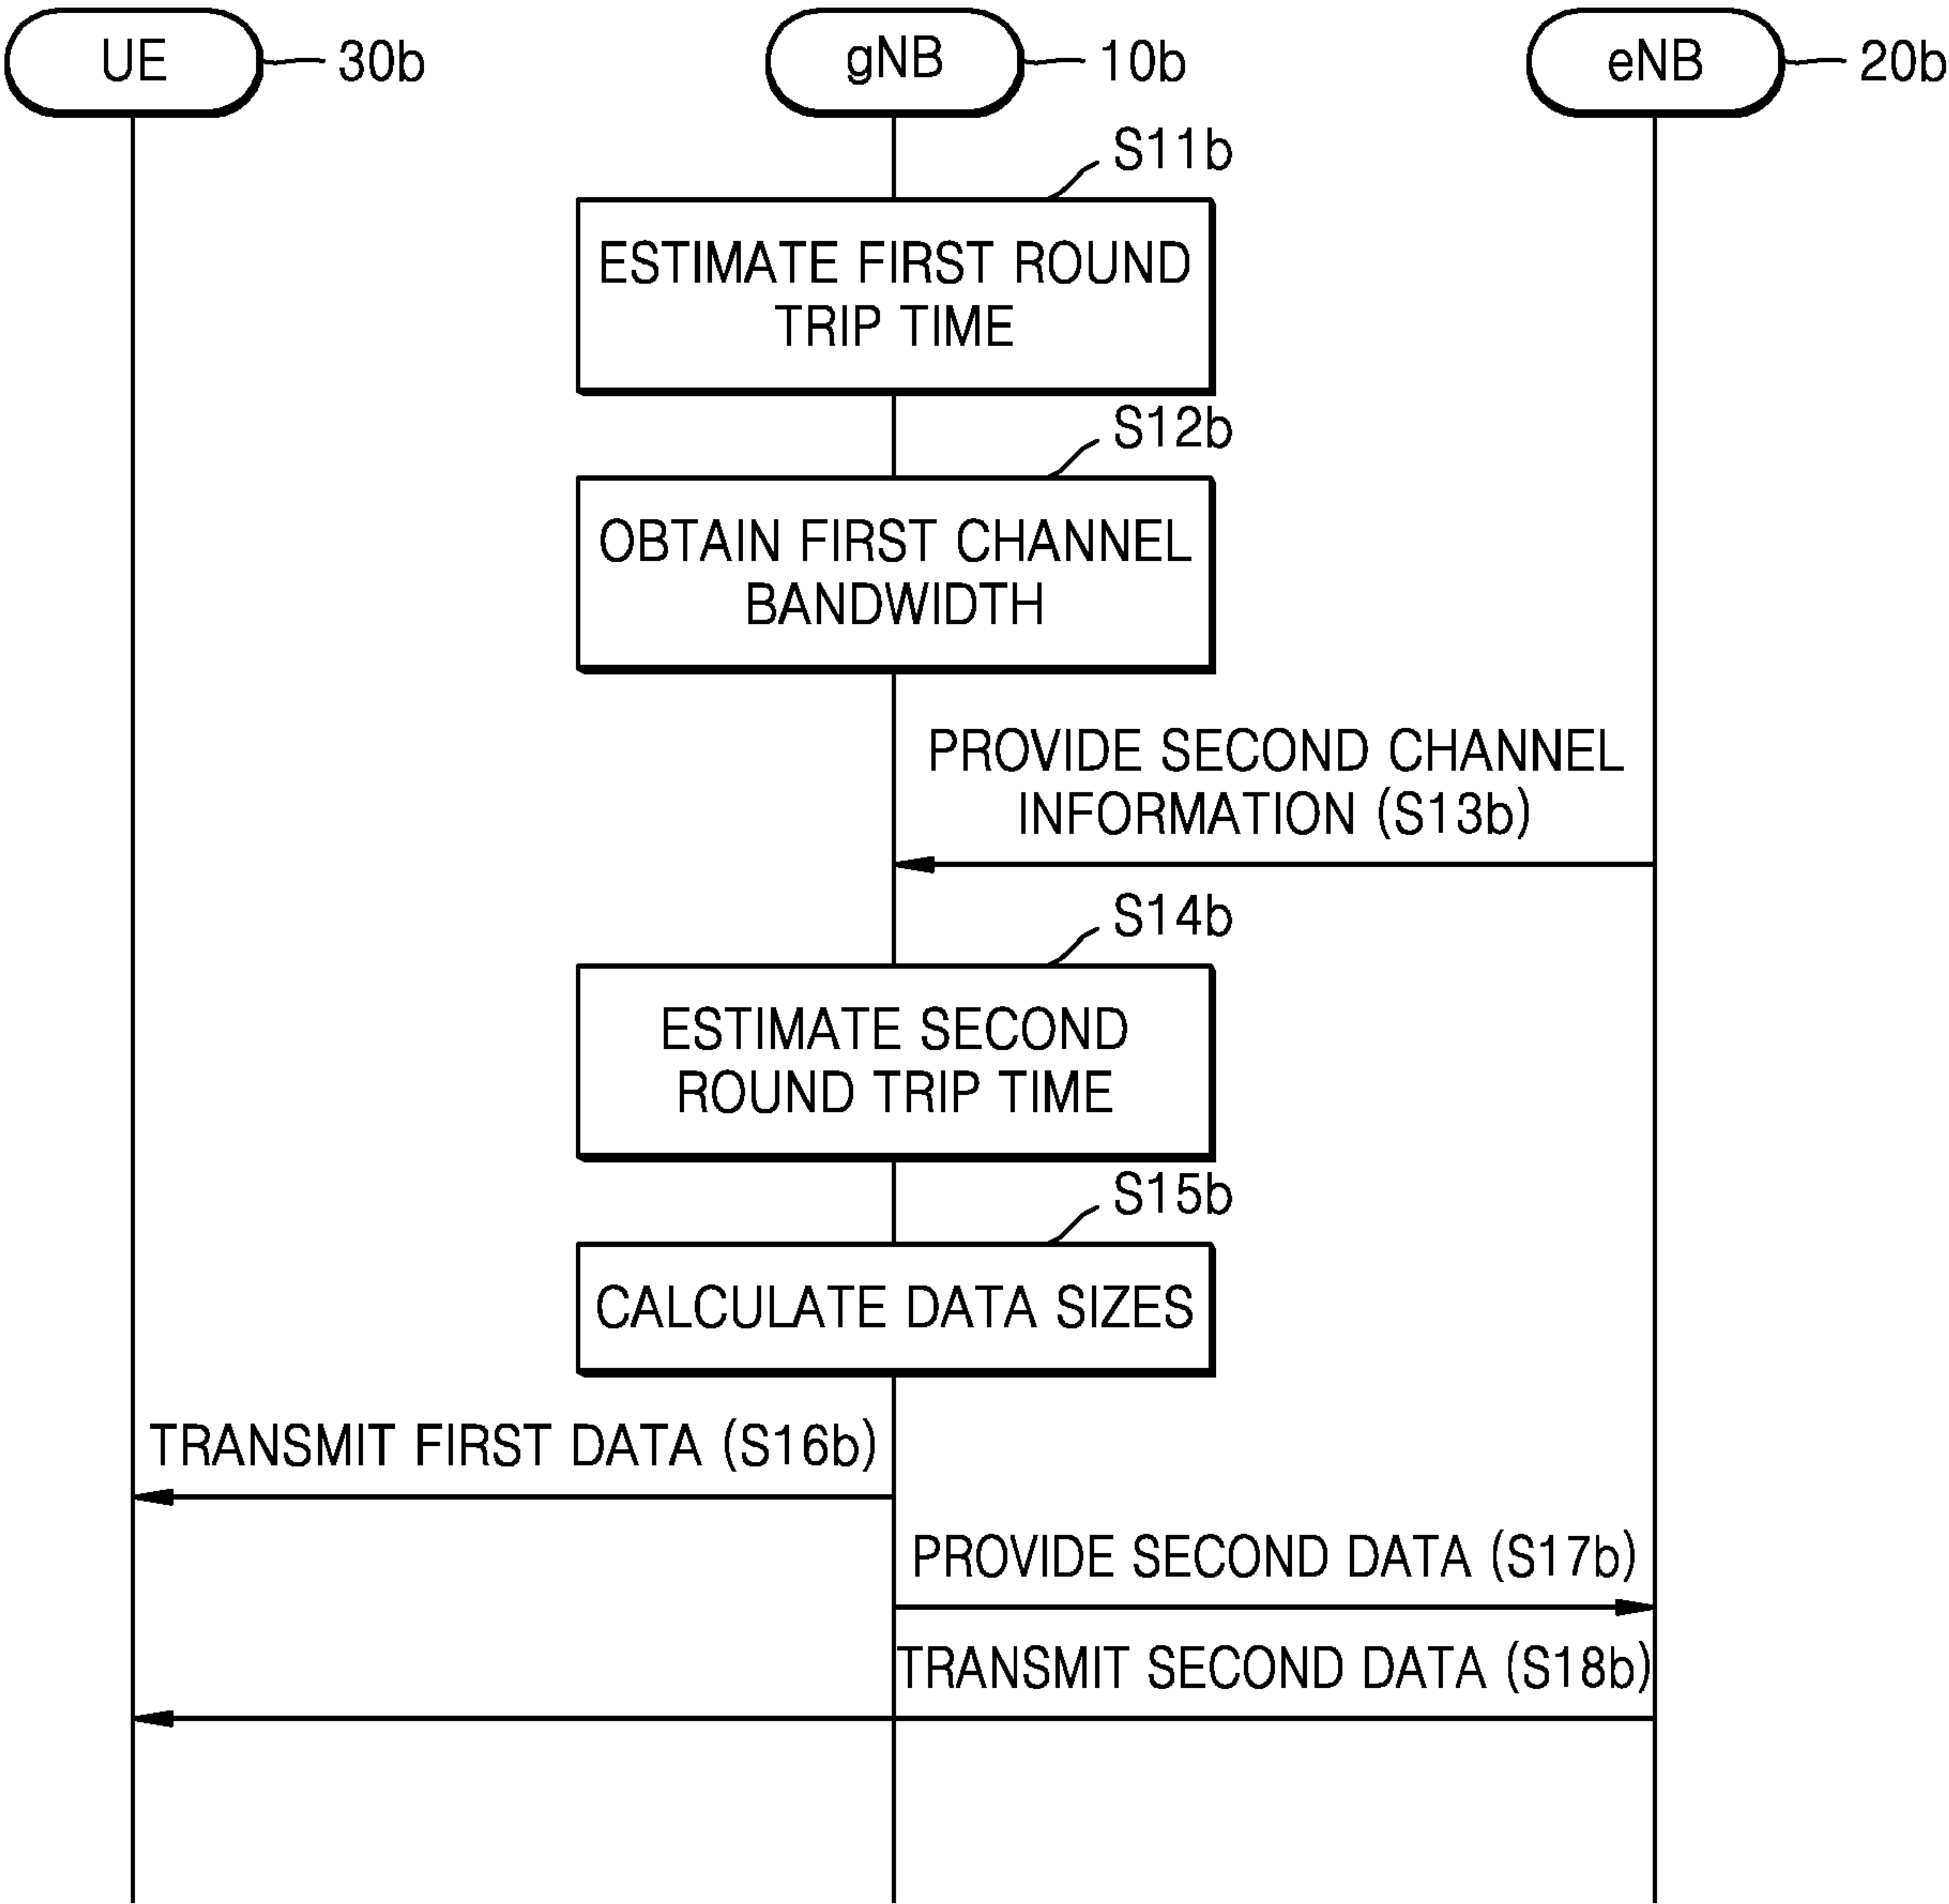 UE
30b
gNB
10b
eNB
20b
S11b
ESTIMATE FIRST ROUND
TRIP TIME
S12b
OBTAIN FIRST CHANNEL
BANDWIDTH
PROVIDE SECOND CHANNEL
INFORMATION (S13b)
S14b
ESTIMATE SECOND
ROUND TRIP TIME
S15b
CALCULATE DATA SIZES
TRANSMIT FIRST DATA (S16b)
PROVIDE SECOND DATA (S17b)
TRANSMIT SECOND DATA (S18b)